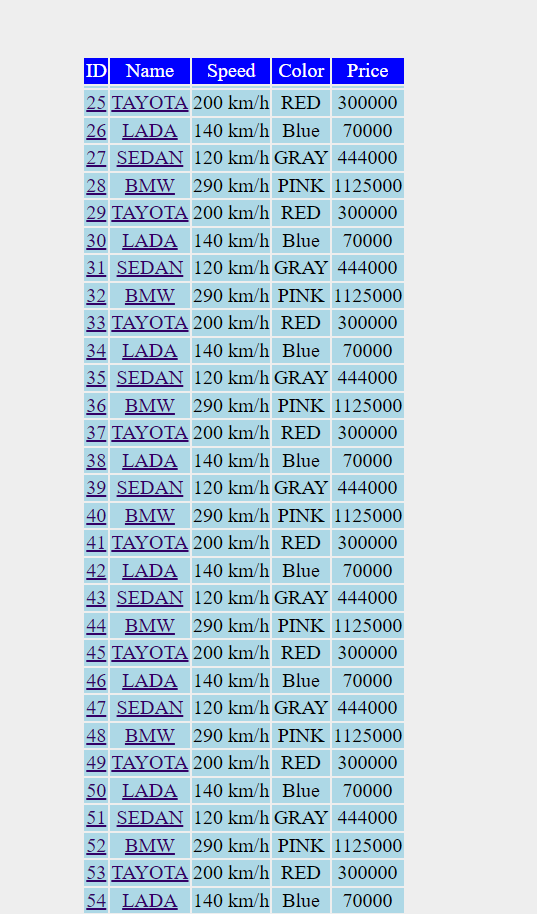 ID Name Speed Color Price
25 TAYOTA 200 km/h RED 300000
26 LADA 140 km/h Blue 70000
27 SEDAN 120 km/h GRAY 444000
28 BMW 290 km/h PINK 1125000
29 TAYOTA 200 km/h RED 300000
30 LADA 140 km/h Blue 70000
31 SEDAN 120 km/h GRAY 444000
32 BMW 290 km/h PINK 1125000
33 TAYOTA 200 km/h RED 300000
34 LADA 140 km/h Blue 70000
35 SEDAN 120 km/h GRAY 444000
36 BMW 290 km/h PINK 1125000
37 TAYOTA 200 km/h RED 300000
38 LADA 140 km/h Blue 70000
39 SEDAN 120 km/h GRAY 444000
40 BMW 290 km/h PINK 1125000
41 TAYOTA 200 km/h RED 300000
42 LADA 140 km/h Blue 70000
43 SEDAN 120 km/h GRAY 444000
44 BMW 290 km/h PINK 1125000
45 TAYOTA 200 km/h RED 300000
46 LADA 140 km/h Blue 70000
47 SEDAN 120 km/h GRAY 444000
48 BMW 290 km/h PINK 1125000
49 TAYOTA 200 km/h RED 300000
50 LADA 140 km/h Blue 70000
51 SEDAN 120 km/h GRAY 444000
52 BMW 290 km/h PINK 1125000
53 TAYOTA 200 km/h RED 300000
54 LADA 140 km/h Blue 70000